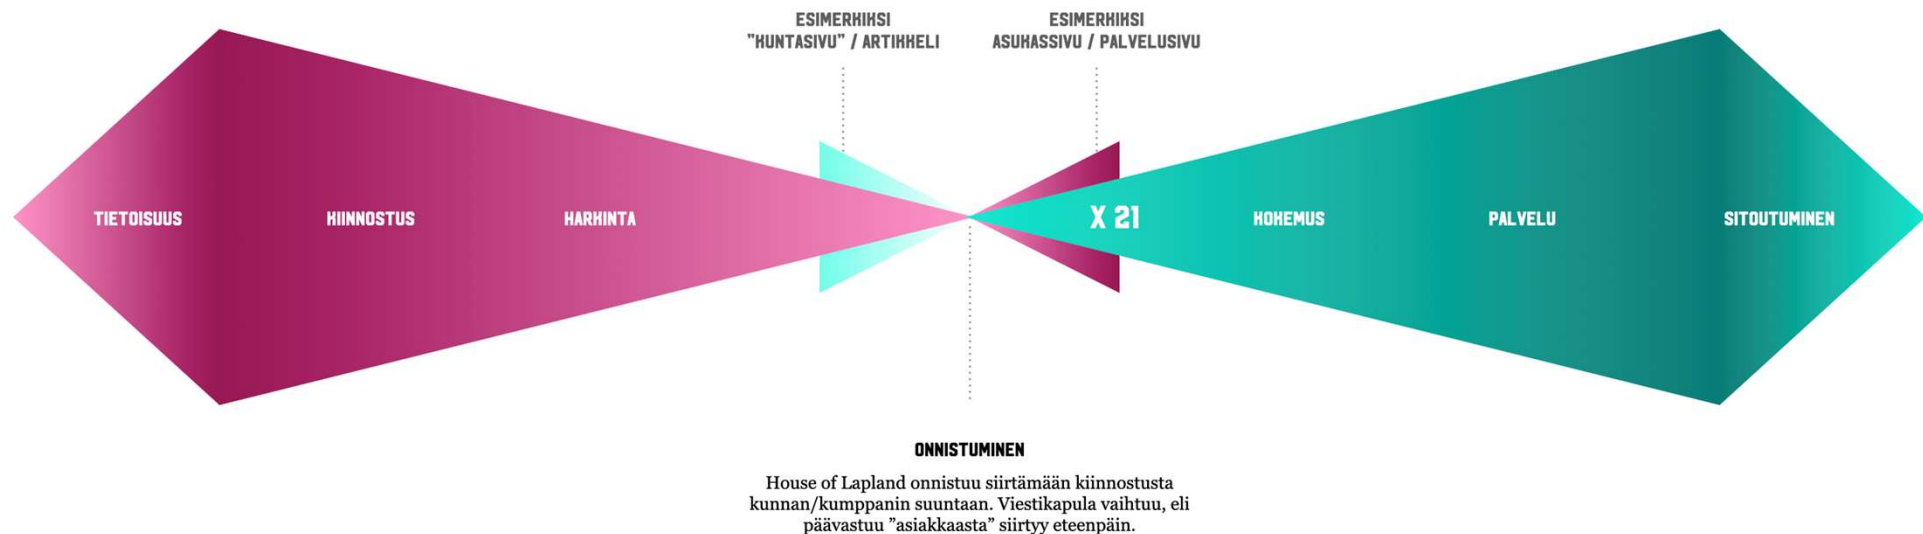 ESIMERKIKSI
”KUNTASIVU” / ARTIKKELI
ESIMERKIKSI
ASUKASSIVU / PALVELUSIVU
TIETOISUUS
KIINNOSTUS
HARKINTA
X 21
KOKEMUS
PALVELU
SITOUTUMINEN
ONNISTUMINEN
House of Lapland onnistuu siirtämään kiinnostusta
kunnan/kumppanin suuntaan. Viestikapula vaihtuu, eli
päävastuu ”asiakkaasta” siirtyy eteenpäin.